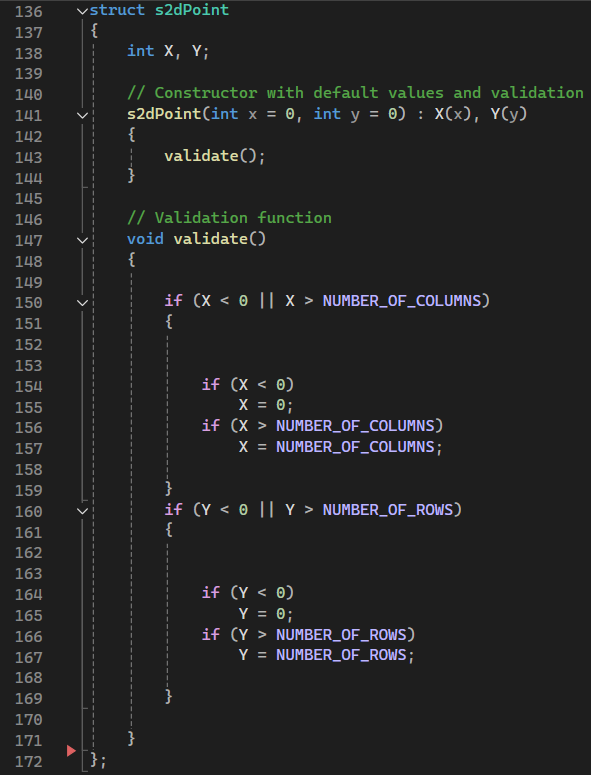 136 struct s2dPoint
137 {
138     int X, Y;
139
140     // Constructor with default values and validation
141     s2dPoint(int x = 0, int y = 0) : X(x), Y(y)
142     {
143         validate();
144     }
145
146     // Validation function
147     void validate()
148     {
149
150         if (X < 0 || X > NUMBER_OF_COLUMNS)
151         {
152
153
154             if (X < 0)
155                 X = 0;
156             if (X > NUMBER_OF_COLUMNS)
157                 X = NUMBER_OF_COLUMNS;
158
159         }
160         if (Y < 0 || Y > NUMBER_OF_ROWS)
161         {
162
163
164             if (Y < 0)
165                 Y = 0;
166             if (Y > NUMBER_OF_ROWS)
167                 Y = NUMBER_OF_ROWS;
168
169         }
170
171     }
172 };